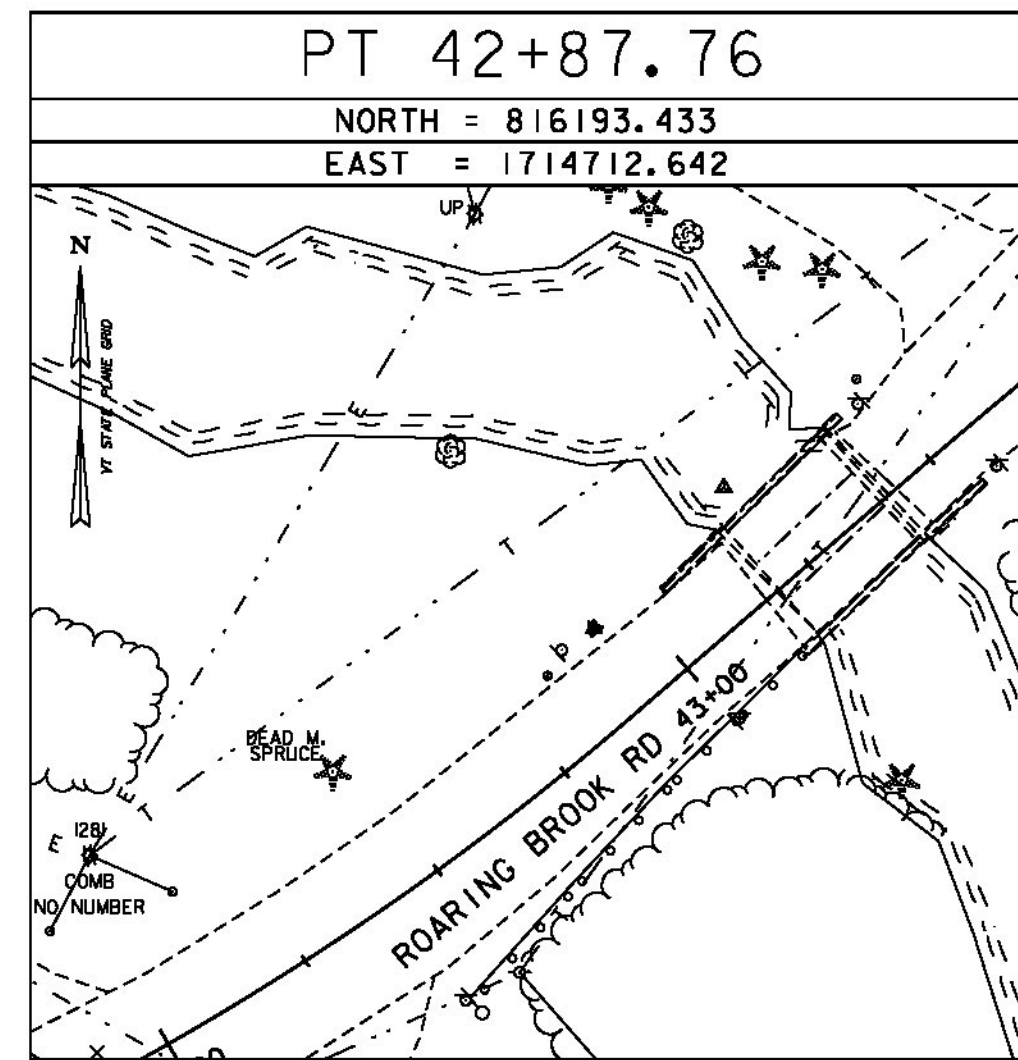 PT 42+87.76
NORTH = 816193.433
EAST = 1714712.642
UP
N
VT STATE PLANE GRID
E
T
T
T
DEAD M.
SPRUCE
E
T
1281
E
COMB
NO NUMBER
ROARING BROOK RD 43+00